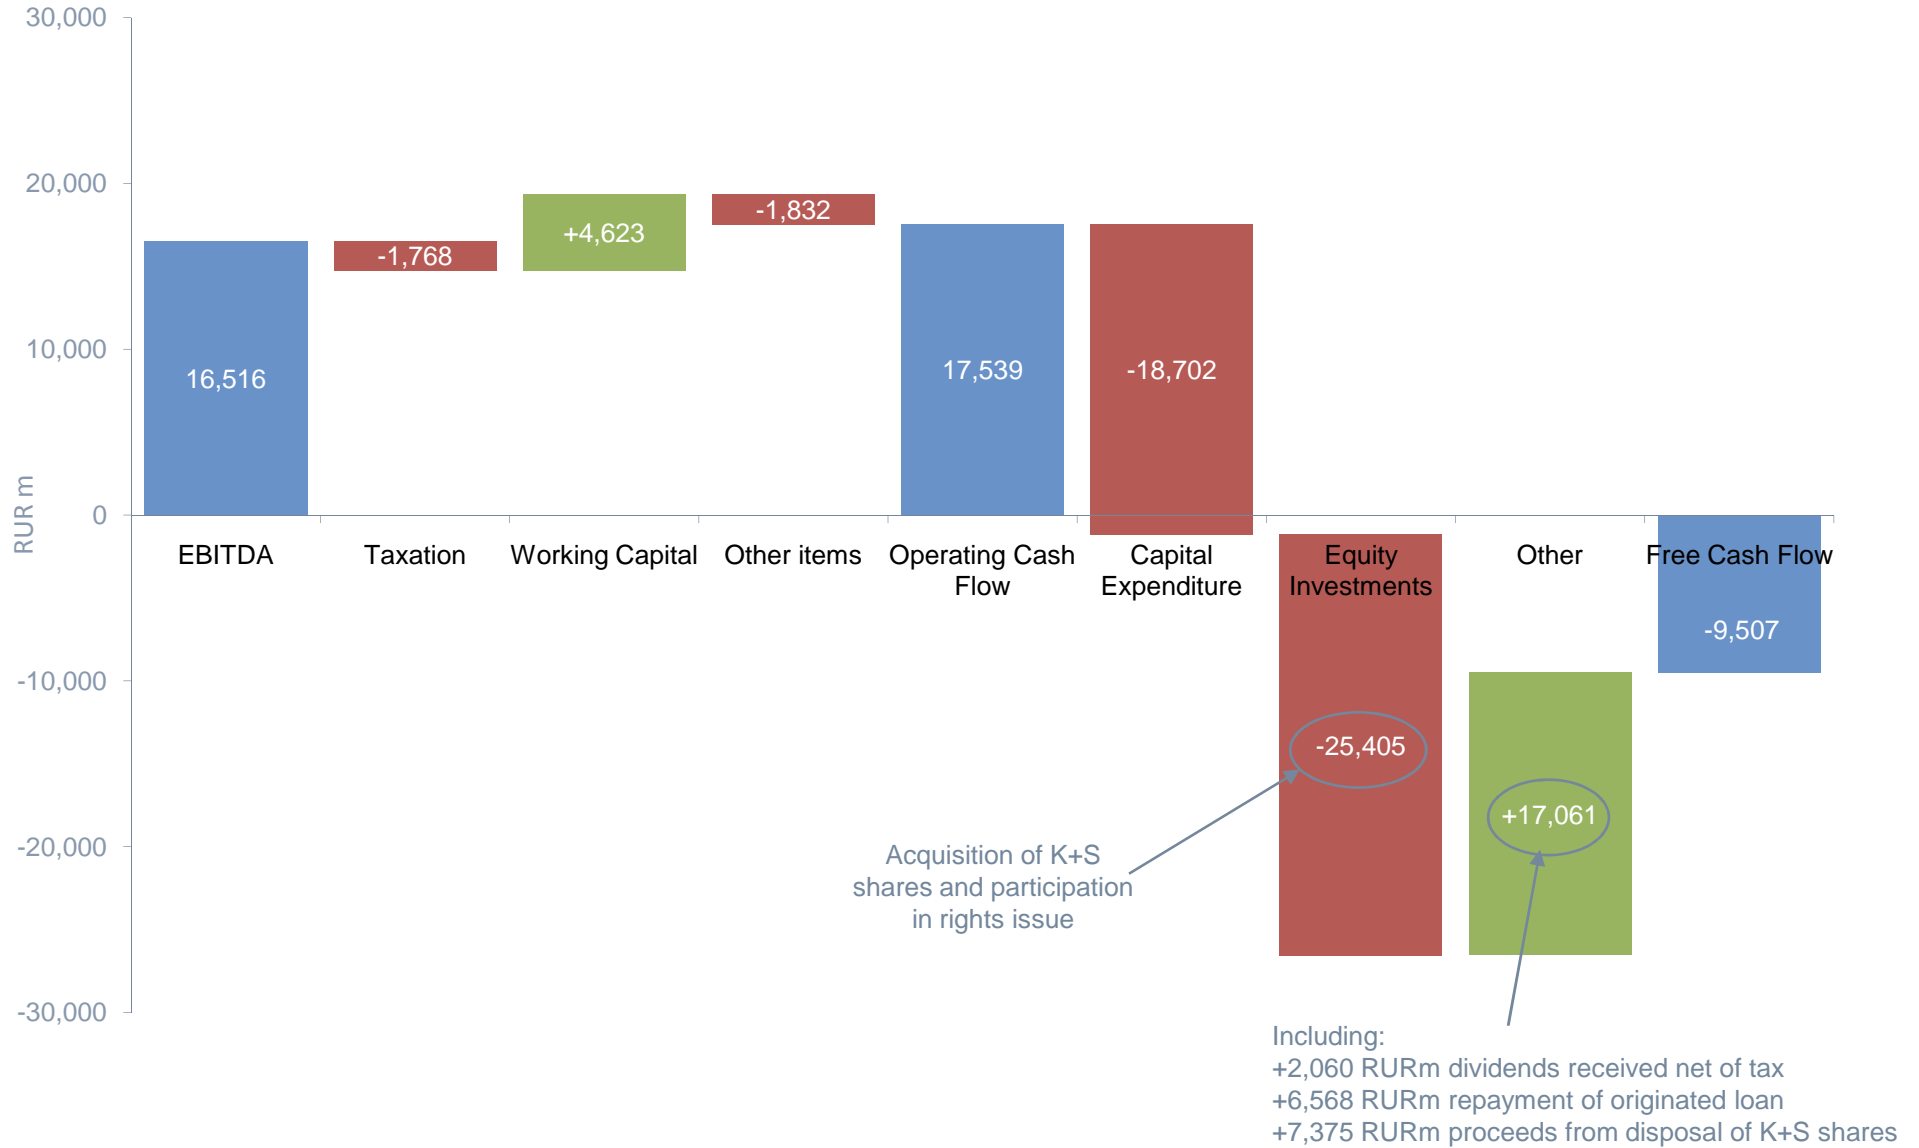 30,000
20,000
10,000
0
-10,000
-20,000
-30,000
RUR m
16,516
-1,768
+4,623
-1,832
17,539
-18,702
-25,405
+17,061
-9,507
EBITDA
Taxation
Working Capital
Other items
Operating Cash
Flow
Capital
Expenditure
Equity
Investments
Other
Free Cash Flow
Acquisition of K+S
shares and participation
in rights issue
Including:
+2,060 RURm dividends received net of tax
+6,568 RURm repayment of originated loan
+7,375 RURm proceeds from disposal of K+S shares